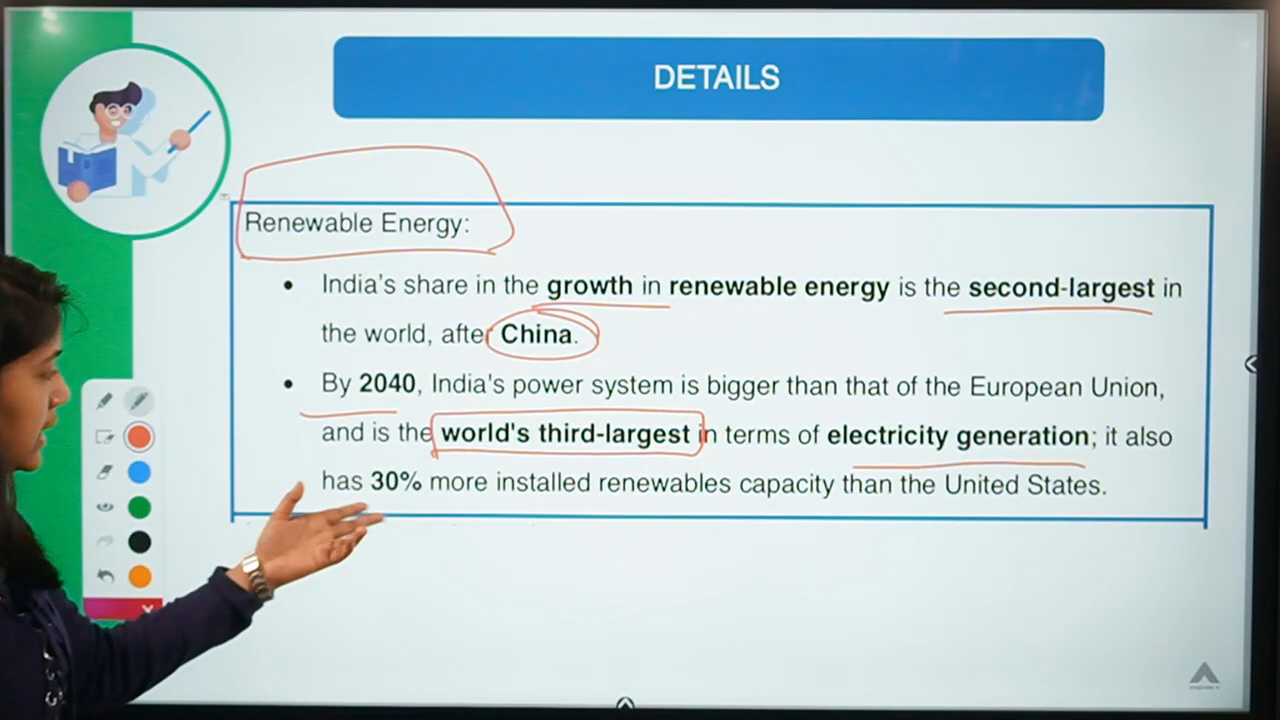 DETAILS
Renewable Energy:
• India's share in the growth in renewable energy is the second-largest in
the world, after China.
• By 2040, India's power system is bigger than that of the European Union,
and is the world's third-largest in terms of electricity generation; it also
has 30% more installed renewables capacity than the United States.